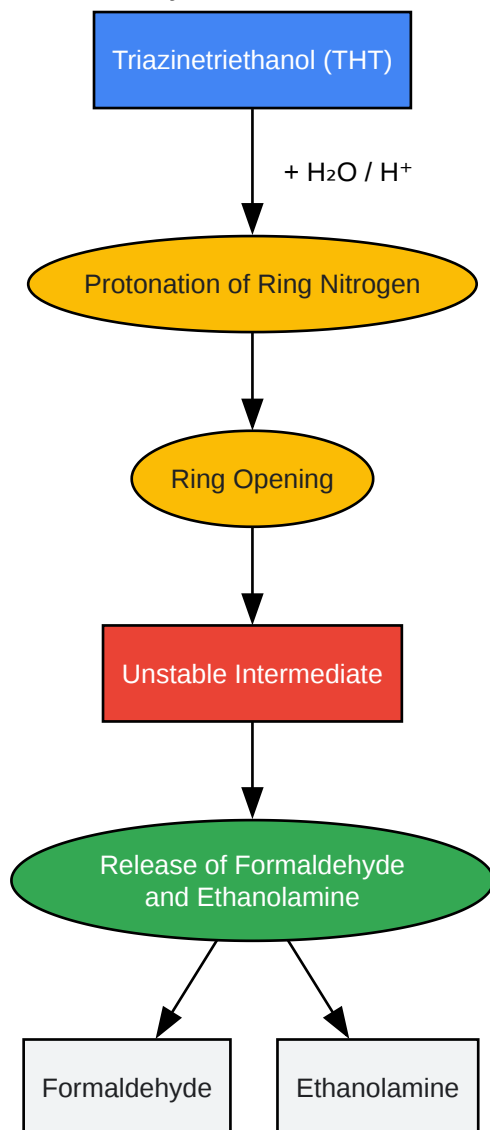 Triazinetriethanol (THT)
+ H₂O / H⁺
Protonation of Ring Nitrogen
Ring Opening
Unstable Intermediate
Release of Formaldehyde
and Ethanolamine
Formaldehyde
Ethanolamine